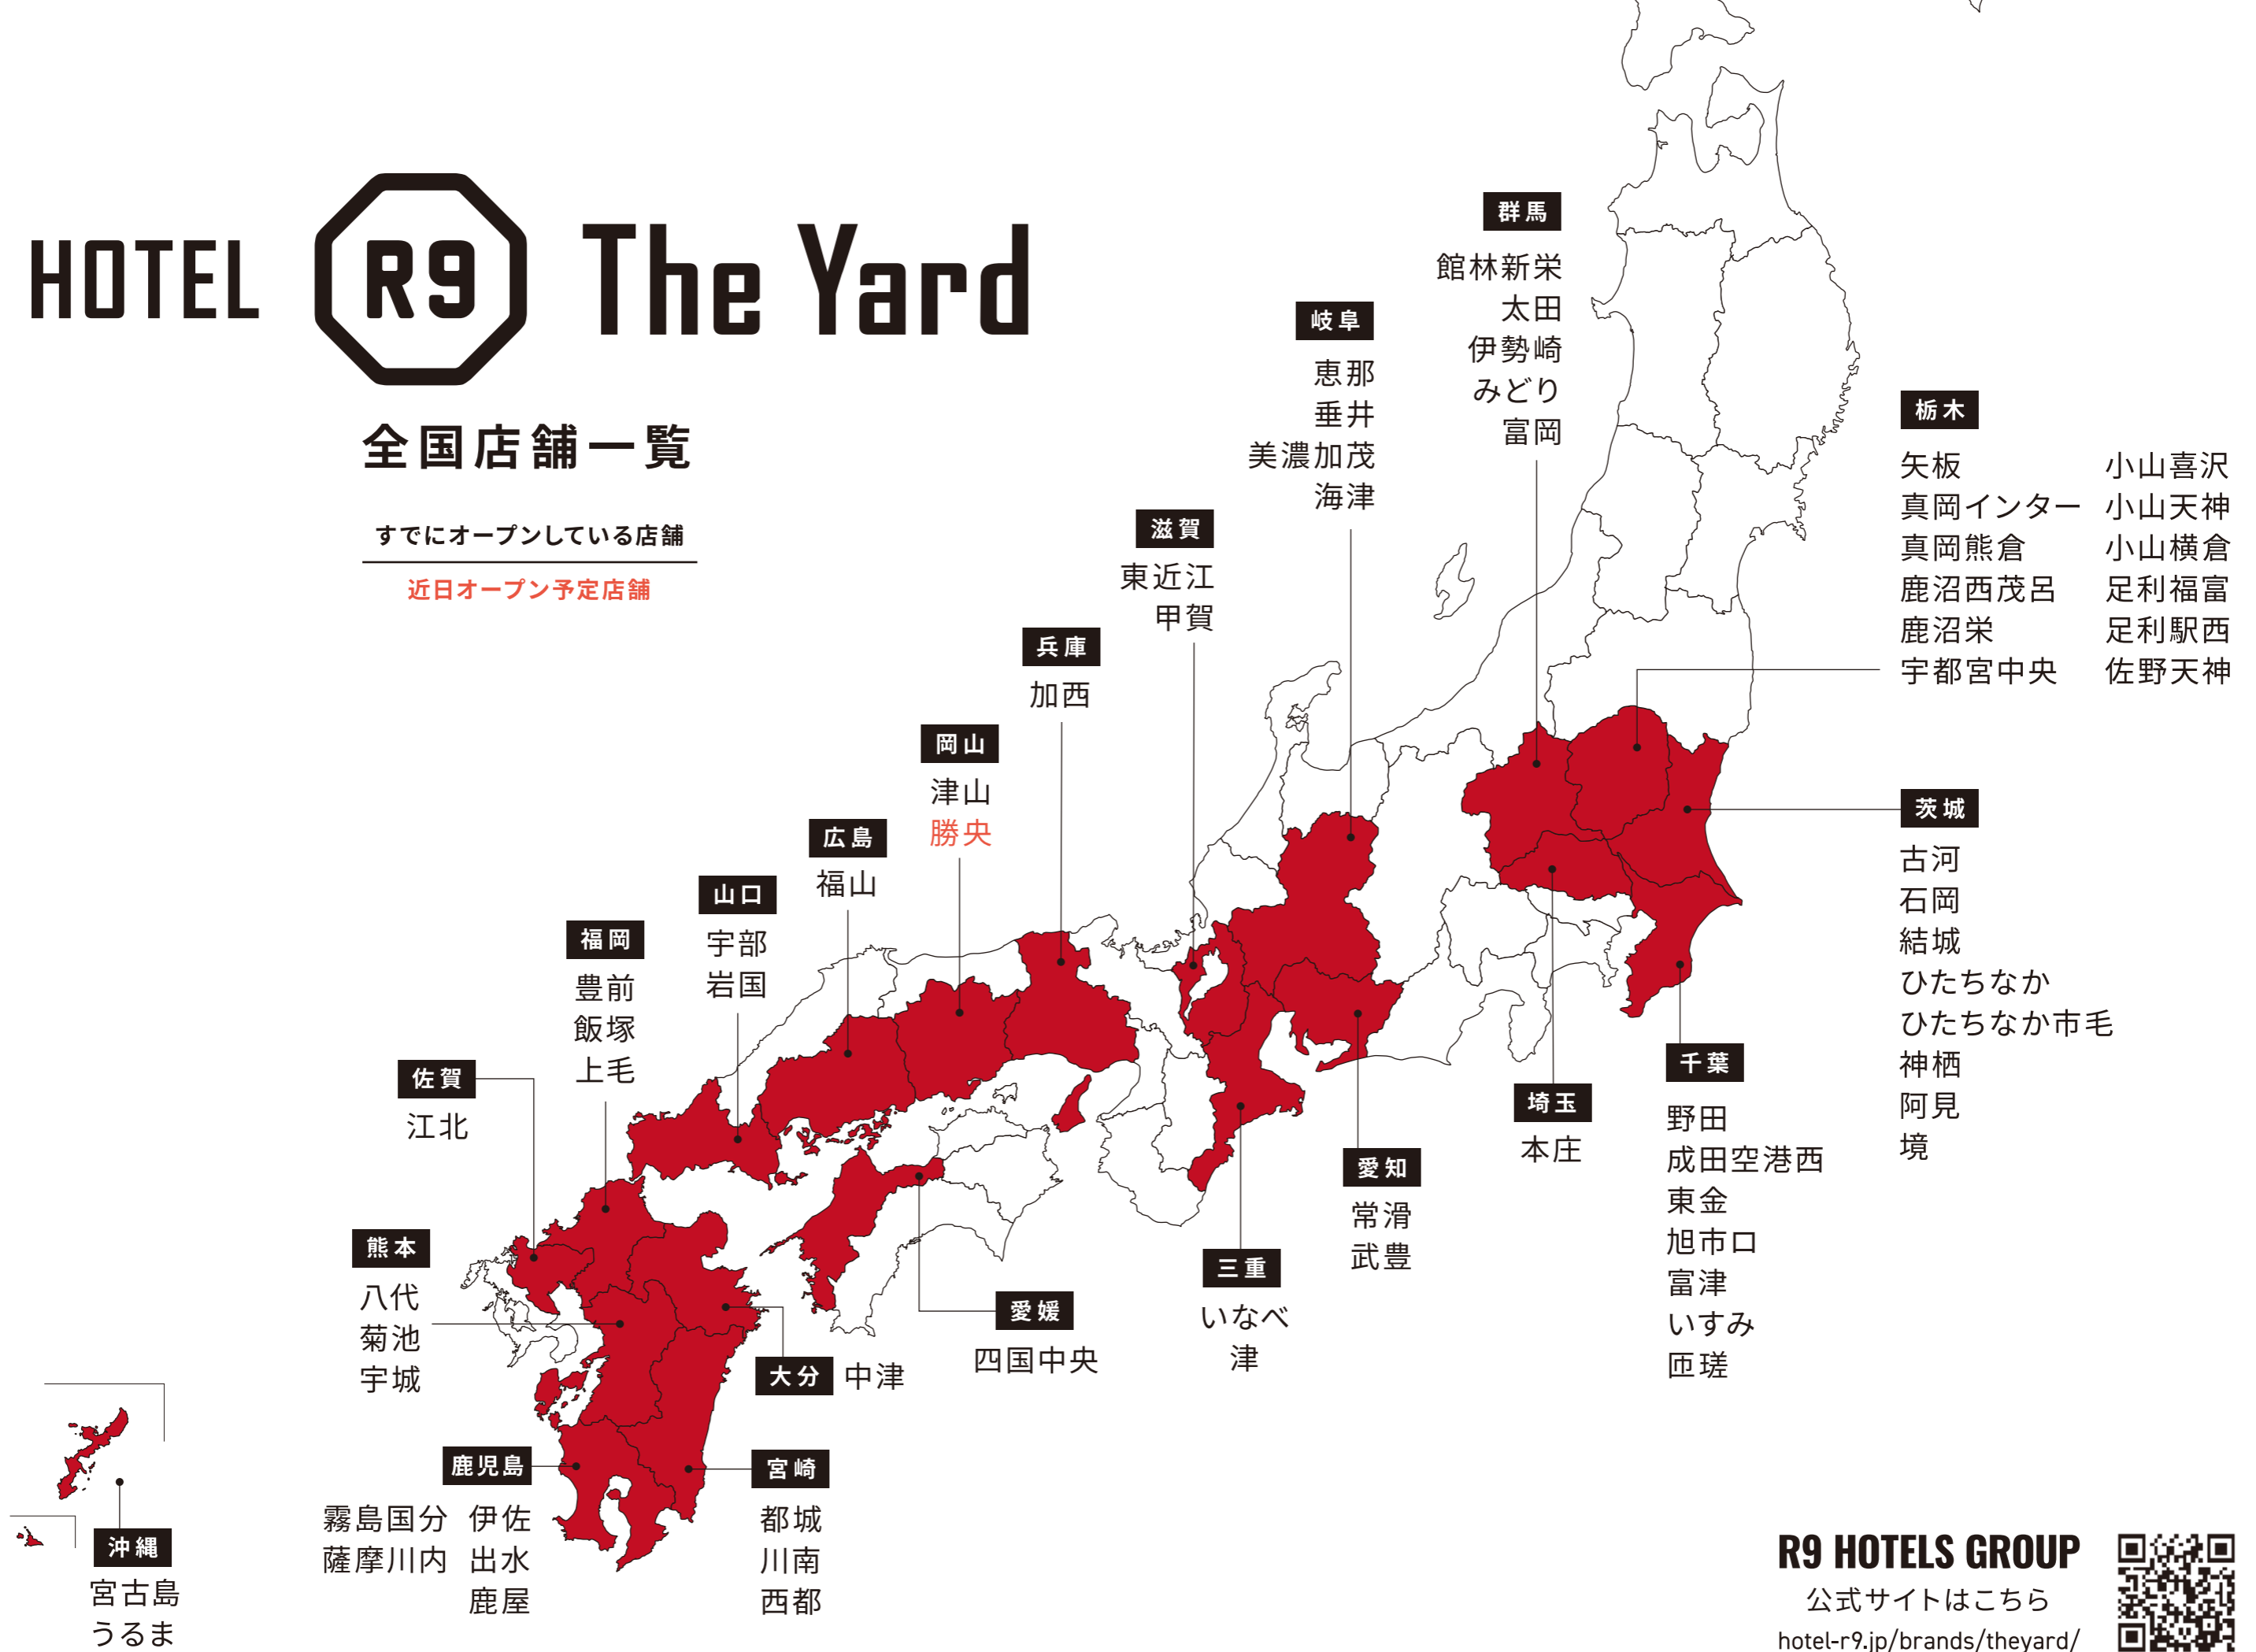 HOTEL R9 The Yard
全国店舗一覧
すでにオープンしている店舗
近日オープン予定店舗
群馬
館林新栄
太田
伊勢崎
みどり
富岡
岐阜
恵那
垂井
美濃加茂
海津
栃木
矢板
真岡インター
真岡熊倉
鹿沼西茂呂
鹿沼栄
宇都宮中央
小山喜沢
小山天神
小山横倉
足利福富
足利駅西
佐野天神
滋賀
東近江
甲賀
兵庫
加西
岡山
津山
勝央
広島
福山
山口
宇部
岩国
福岡
豊前
飯塚
上毛
佐賀
江北
熊本
八代
菊池
宇城
茨城
古河
石岡
結城
ひたちなか
ひたちなか市毛
神栖
阿見
境
千葉
野田
成田空港西
東金
旭市口
富津
いすみ
匝瑳
埼玉
本庄
愛知
常滑
武豊
三重
いなべ
津
愛媛
四国中央
大分 中津
鹿児島
霧島国分
薩摩川内
伊佐
出水
鹿屋
宮崎
都城
川南
西都
沖縄
宮古島
うるま
R9 HOTELS GROUP
公式サイトはこちら
hotel-r9.jp/brands/theyard/